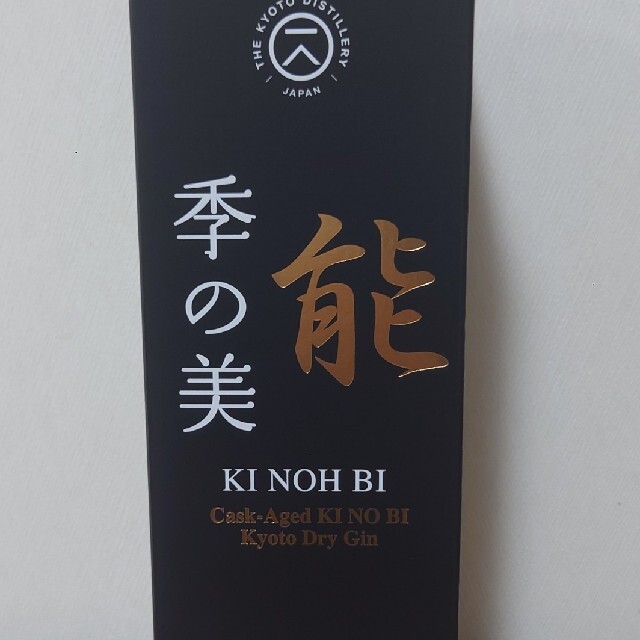 THE KYOTO DISTILLERY
JAPAN
季の美
能
KI NOH BI
Cask-Aged KI NO BI
Kyoto Dry Gin